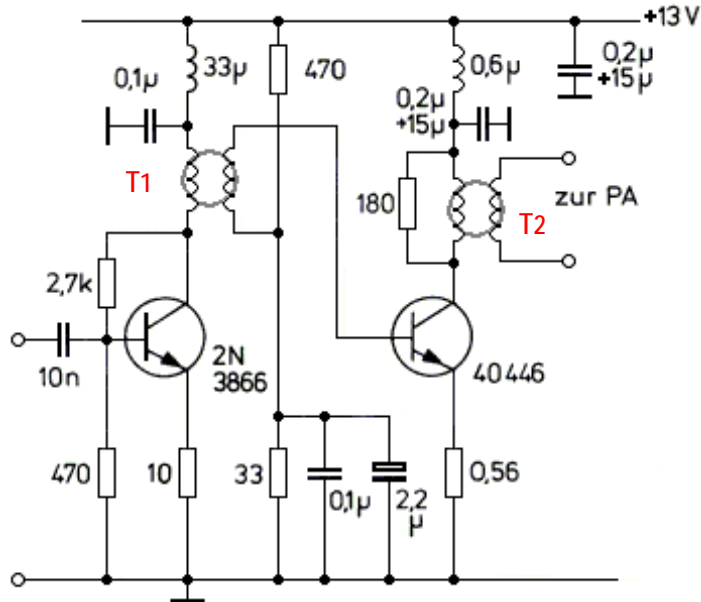 +13 V
0,1µ
33µ
470
0,6µ
0,2µ
+15µ
0,2µ
+15µ
T1
180
T2
zur PA
2,7k
10n
2N
3866
40 446
470
10
33
0,1µ
2,2
µ
0,56